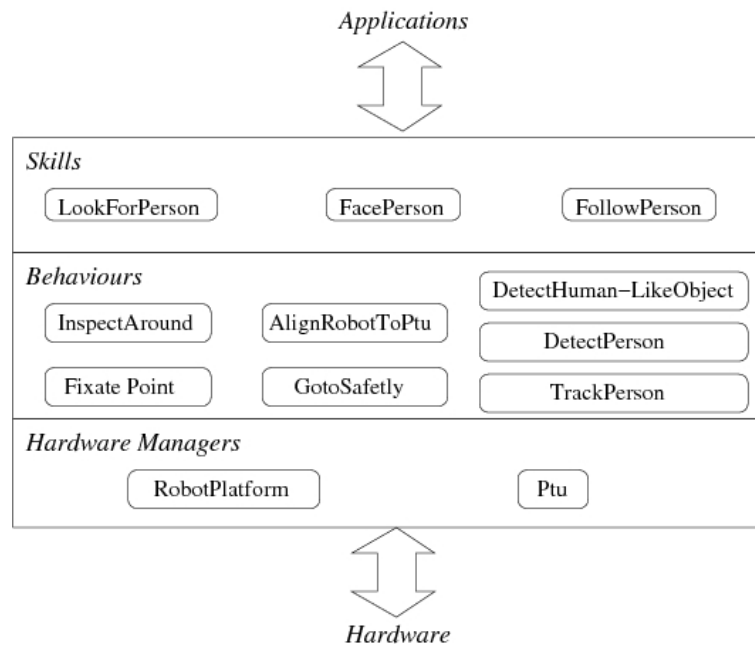 Applications
Skills
LookForPerson
FacePerson
FollowPerson
Behaviours
InspectAround
AlignRobotToPtu
DetectHuman−LikeObject
DetectPerson
Fixate Point
GotoSafetly
TrackPerson
Hardware Managers
RobotPlatform
Ptu
Hardware